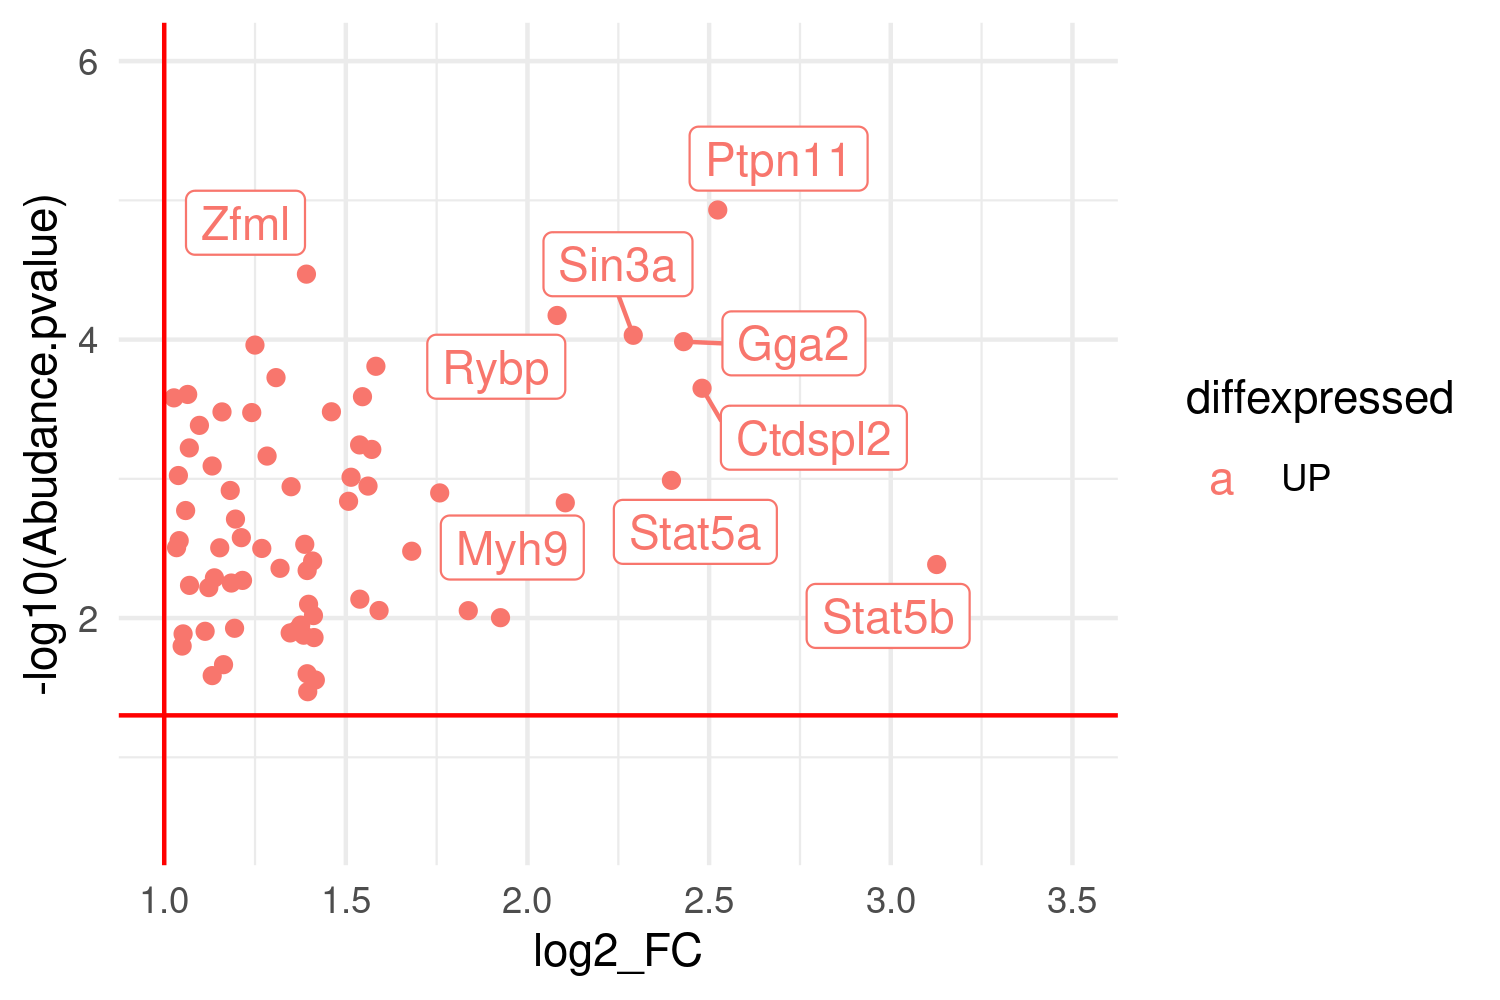 6
4
2
-log10(Abudance.pvalue)
Ptpn11
Zfml
Sin3a
Gga2
Rybp
Ctdspl2
Stat5a
Myh9
Stat5b
1.0 1.5 2.0 2.5 3.0 3.5
log2_FC
diffexpressed
a UP